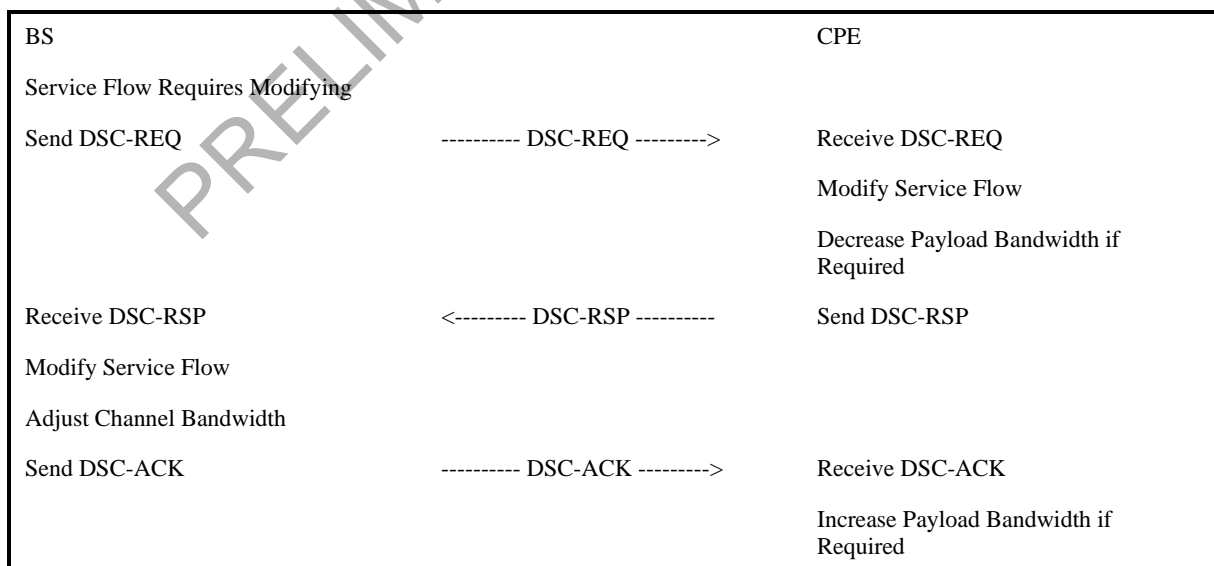 BS CPE
Service Flow Requires Modifying
Send DSC-REQ ---------- DSC-REQ ---------> Receive DSC-REQ
Modify Service Flow
Decrease Payload Bandwidth if
Required
Receive DSC-RSP <--------- DSC-RSP ---------- Send DSC-RSP
Modify Service Flow
Adjust Channel Bandwidth
Send DSC-ACK ---------- DSC-ACK ---------> Receive DSC-ACK
Increase Payload Bandwidth if
Required
PRELIM